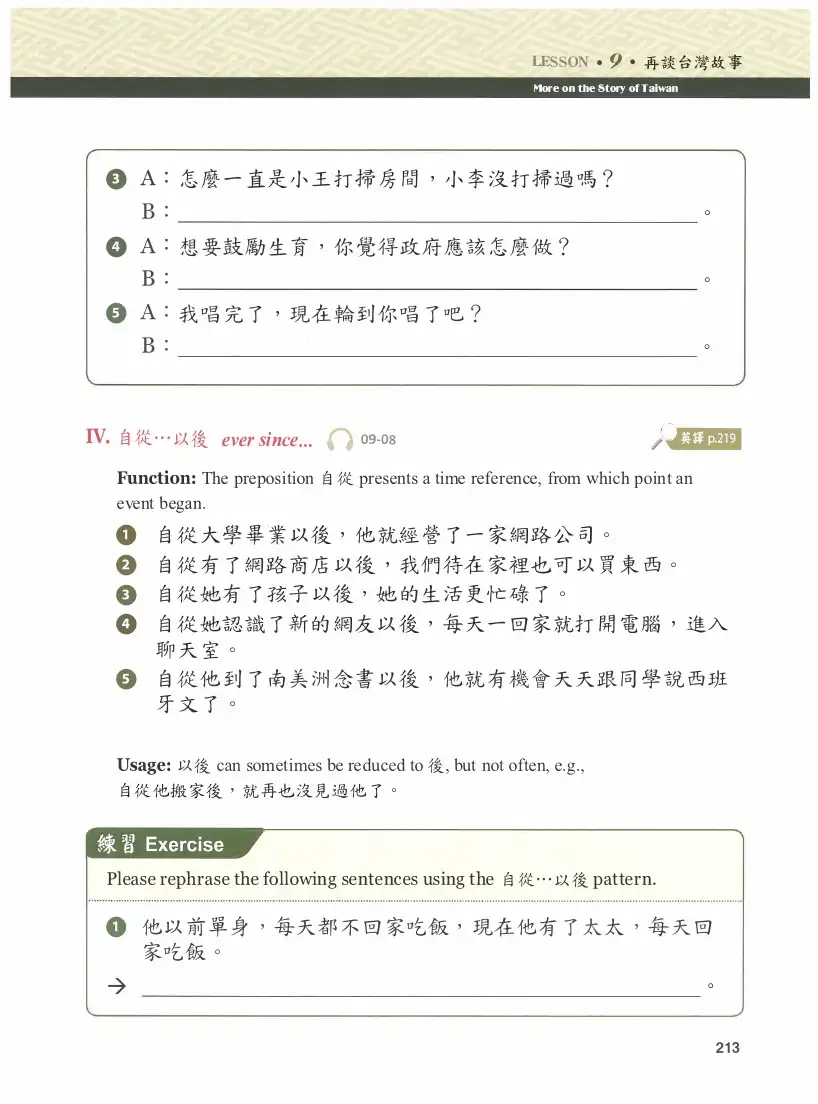 LESSON • 9 • 再談台灣故事
More on the Story of Taiwan
3 A：怎麼一直是小王打掃房間，小李沒打掃過嗎？
B：。
4 A：想要鼓勵生育，你覺得政府應該怎麼做？
B：。
5 A：我唱完了，現在輪到你唱了吧？
B：。
IV. 自從…以後 ever since... 09-08 英譯 p.219
Function: The preposition 自從 presents a time reference, from which point an
event began.
1 自從大學畢業以後，他就經營了一家網路公司。
2 自從有了網路商店以後，我們待在家裡也可以買東西。
3 自從她有了孩子以後，她的生活更忙碌了。
4 自從她認識了新的網友以後，每天一回家就打開電腦，進入
聊天室。
5 自從他到了南美洲念書以後，他就有機會天天跟同學說西班
牙文了。
Usage: 以後 can sometimes be reduced to 後, but not often, e.g.,
自從他搬家後，就再也沒見過他了。
練習 Exercise
Please rephrase the following sentences using the 自從…以後 pattern.
1 他以前單身，每天都不回家吃飯，現在他有了太太，每天回
家吃飯。
→ 。
213